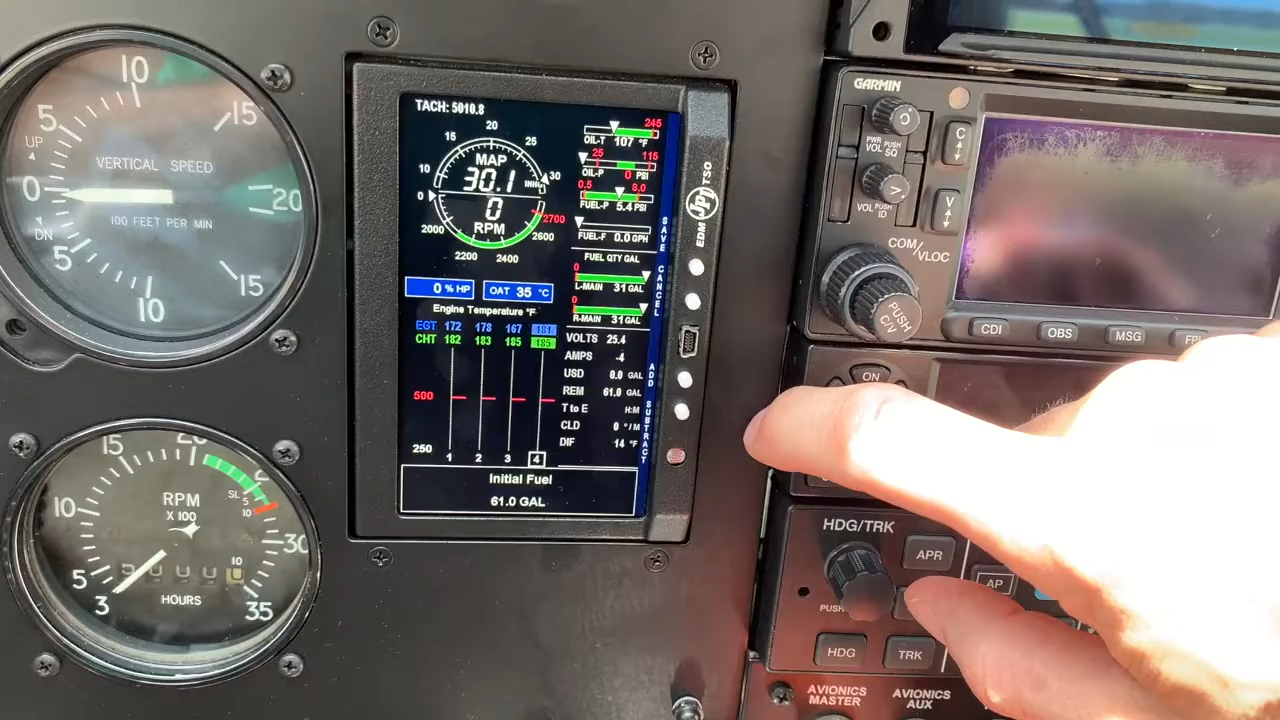 10
5
15
UP
VERTICAL SPEED
0
20
100 FEET PER MIN
DN
5
15
10
15
20
10
RPM
X 100
SL
5
10
30
5
10
3
HOURS
35
TACH: 5010.8
20
15
25
10
MAP
30
30.1
INHG
0
0
2700
RPM
2000
2600
2200
2400
245
OIL-T 107 °F
25
115
OIL-P 0 PSI
0.5
8.0
FUEL-P 5.4 PSI
FUEL-F 0.0 GPH
FUEL QTY GAL
0
L-MAIN 31 GAL
0
R-MAIN 31 GAL
0 % HP
OAT 35 °C
Engine Temperature °F
EGT 172 178 167 181
CHT 182 183 185 185
VOLTS 25.4
AMPS -4
USD 0.0 GAL
REM 61.0 GAL
T to E H:M
CLD 0 °/M
DIF 14 °F
500
250
1 2 3 4
Initial Fuel
61.0 GAL
SAVE
CANCEL
ADD
SUBTRACT
EDM JPI TSO
GARMIN
C
PWR PUSH
VOL SQ
VOL PUSH
ID
V
COM/VLOC
PUSH
C/V
CDI
OBS
MSG
ON
HDG/TRK
APR
AP
PUSH
HDG
TRK
AVIONICS
MASTER
AVIONICS
AUX